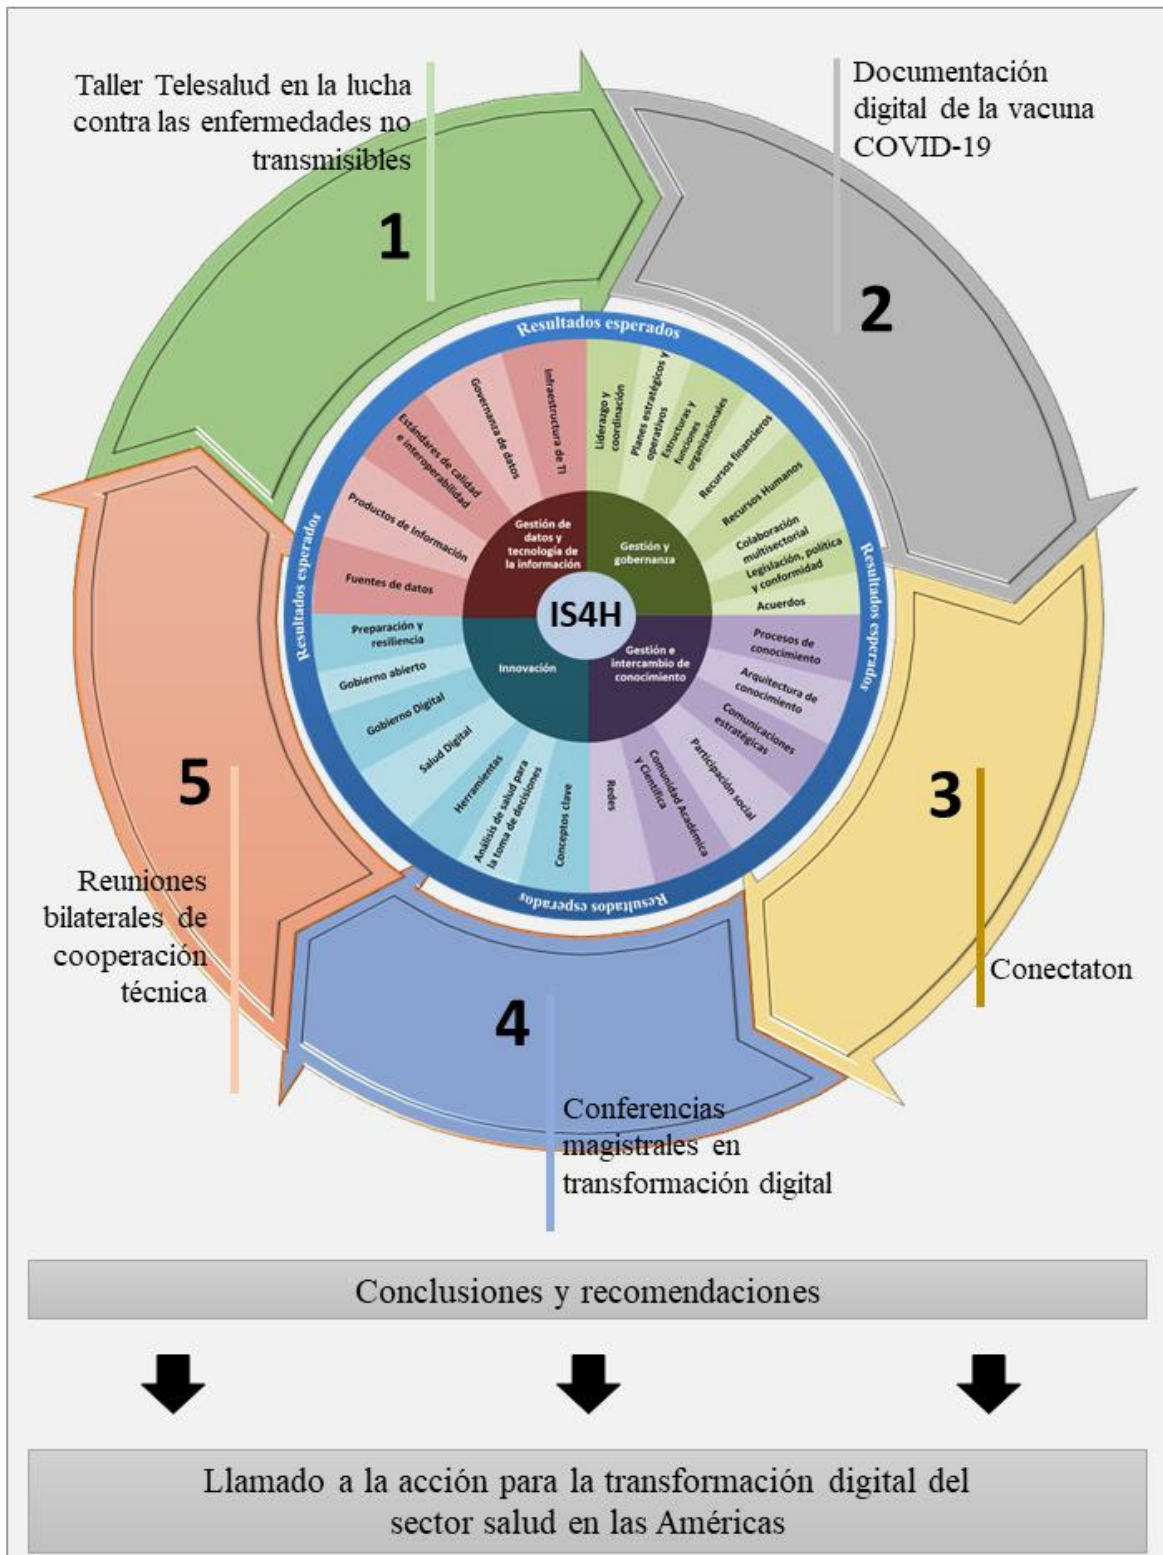 Taller Telesalud en la lucha
contra las enfermedades no
transmisibles
1
Documentación
digital de la vacuna
COVID-19
2
3
Conectaton
4
Conferencias
magistrales en
transformación digital
5
Reuniones
bilaterales de
cooperación
técnica
Resultados esperados
Resultados esperados
Resultados esperados
Resultados esperados
IS4H
Gestión de
datos y
tecnología de
la información
Fuentes de datos
Productos de Información
Estándares de calidad
e interoperabilidad
Governanza de datos
infraestructura de TI
Gestión y
gobernanza
Liderazgo y
coordinación
Planes estratégicos y
operativos
Estructuras y
funciones
organizacionales
Recursos financieros
Recursos Humanos
Colaboración
multisectorial
Legislación, política
y conformidad
Acuerdos
Gestión e
intercambio de
conocimiento
Procesos de
conocimiento
Arquitectura de
conocimiento
Comunicaciones
estratégicas
Participación social
Comunidad Académica
y Científica
Redes
Innovación
Conceptos clave
Análisis de salud para
la toma de decisiones
Herramientas
Salud Digital
Gobierno Digital
Gobierno abierto
Preparación y
resiliencia
Conclusiones y recomendaciones
Llamado a la acción para la transformación digital del
sector salud en las Américas